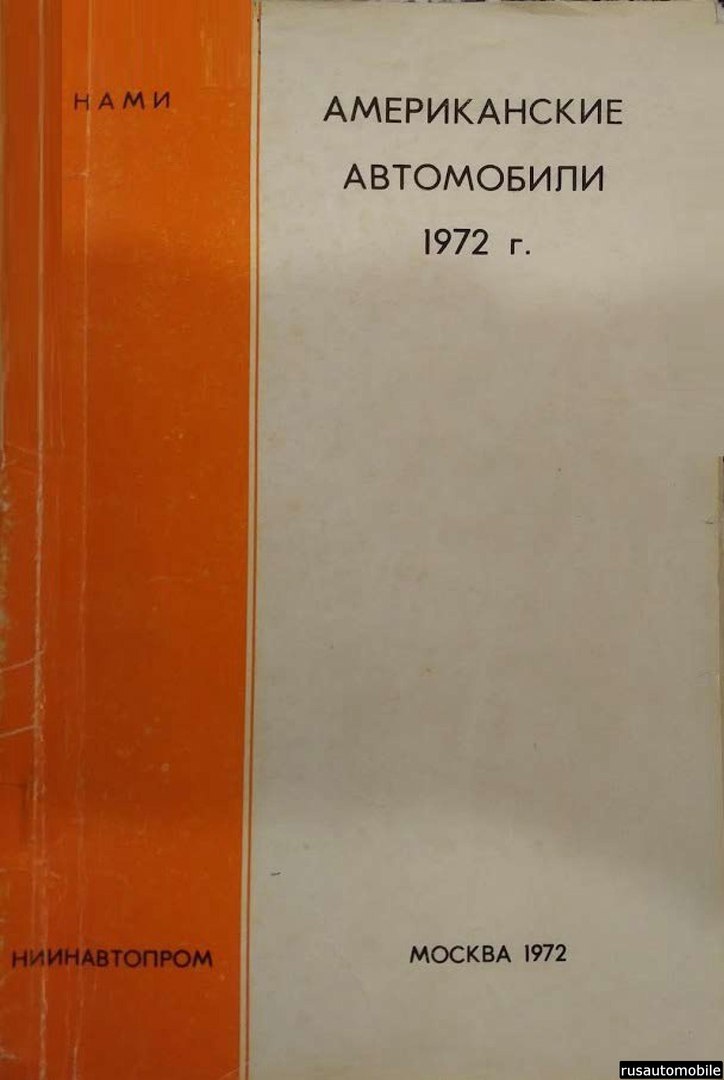 НАМИ
АМЕРИКАНСКИЕ
АВТОМОБИЛИ
1972 г.
НИИНАВТОПРОМ
МОСКВА 1972
rusautomobile